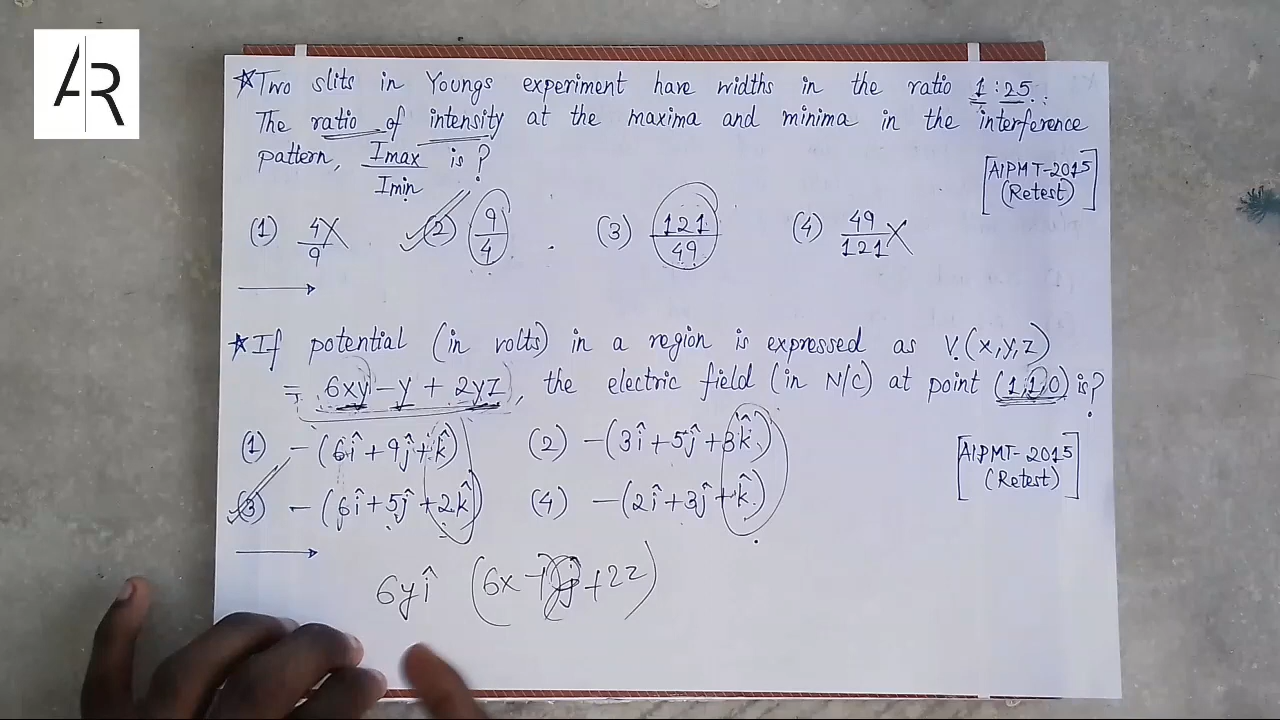 AR
★Two slits in Youngs experiment have widths in the ratio 1:25.
The ratio of intensity at the maxima and minima in the interference
pattern, Imax/Imin is ?
[AIPMT-2015 (Retest)]
(1) 4/9 (2) 9/4 (3) 121/49 (4) 49/121
★If potential (in volts) in a region is expressed as V.(x,y,z)
= 6xy - y + 2yz, the electric field (in N/C) at point (1,1,0) is?
(1) -(6î+9ĵ+k̂) (2) -(3î+5ĵ+3k̂)
[AIPMT-2015 (Retest)]
(3) -(6î+5ĵ+2k̂) (4) -(2î+3ĵ+k̂)
6yî (6x-1)ĵ+2z)